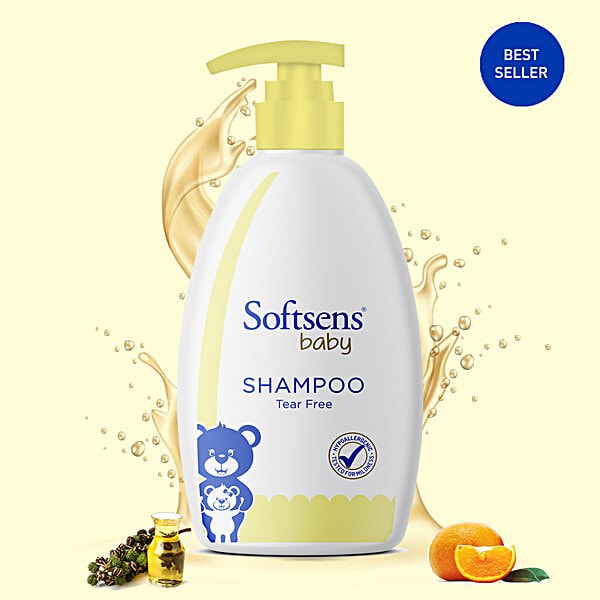 BEST
SELLER
Softsens®
baby
SHAMPOO
Tear Free
HYPOALLERGENIC
TESTED FOR MILDNESS